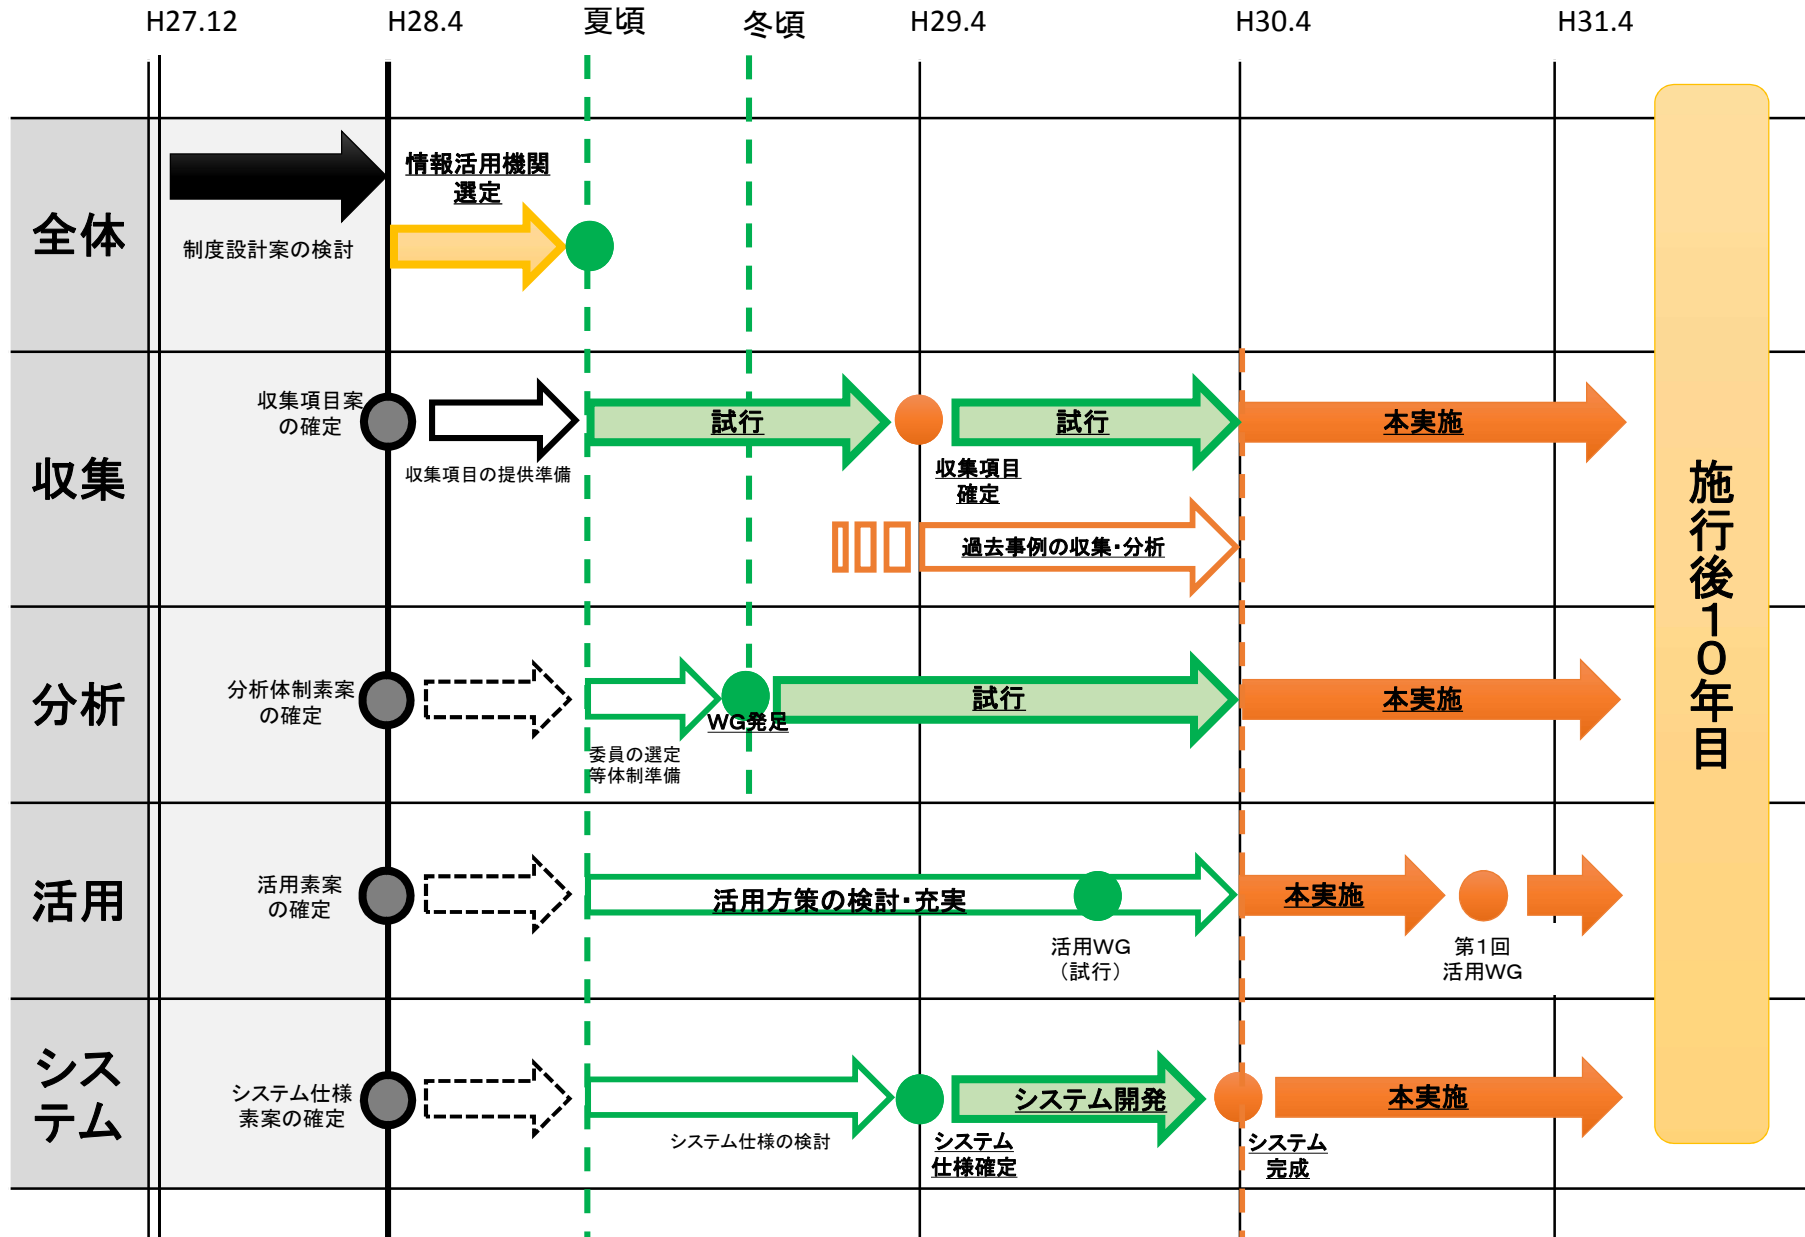 H27.12
H28.4
夏頃
冬頃
H29.4
H30.4
H31.4
全体
制度設計案の検討
情報活用機関
選定
収集
収集項目案
の確定
収集項目の提供準備
試行
試行
収集項目
確定
本実施
過去事例の収集・分析
分析
分析体制素案
の確定
委員の選定
等体制準備
WG発足
試行
本実施
活用
活用素案
の確定
活用方策の検討・充実
活用WG
（試行）
本実施
第1回
活用WG
シス
テム
システム仕様
素案の確定
システム仕様の検討
システム
仕様確定
システム開発
システム
完成
本実施
施行後10年目